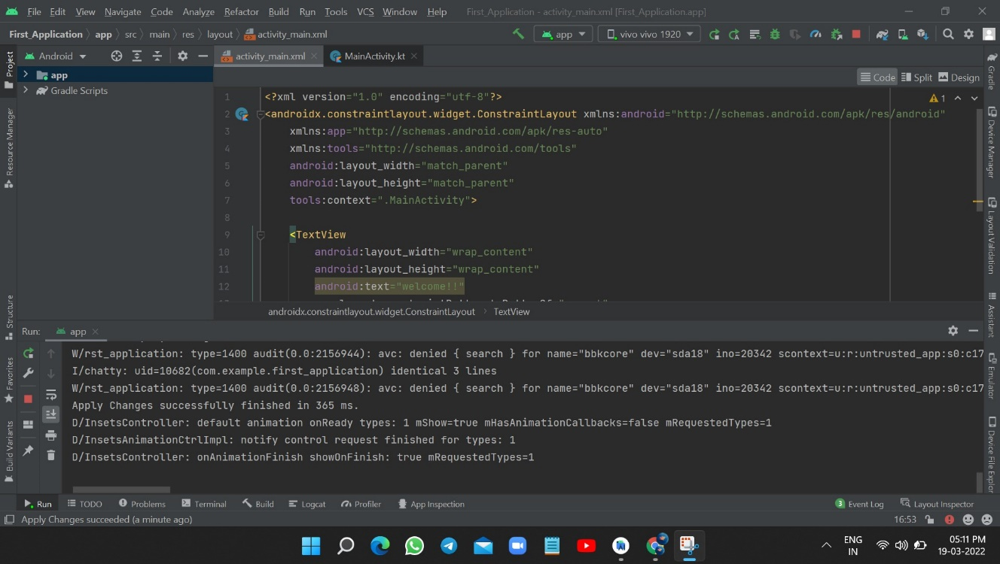 File Edit View Navigate Code Analyze Refactor Build Run Tools VCS Window Help First_Application - activity_main.xml [First_Application.app]
First_Application app src main res layout activity_main.xml app vivo vivo 1920
Project Android activity_main.xml MainActivity.kt Gradle
app Code Split Design
Gradle Scripts
Resource Manager
Device Manager
Layout Validation
1 <?xml version="1.0" encoding="utf-8"?> 1
2 <androidx.constraintlayout.widget.ConstraintLayout xmlns:android="http://schemas.android.com/apk/res/android"
3 xmlns:app="http://schemas.android.com/apk/res-auto"
4 xmlns:tools="http://schemas.android.com/tools"
5 android:layout_width="match_parent"
6 android:layout_height="match_parent"
7 tools:context=".MainActivity">
8
9 <TextView
10 android:layout_width="wrap_content"
11 android:layout_height="wrap_content"
12 android:text="welcome!!"
androidx.constraintlayout.widget.ConstraintLayout TextView
Structure
Favorites
Build Variants
Assistant
Emulator
Device File Explor
Run: app
W/rst_application: type=1400 audit(0.0:2156944): avc: denied { search } for name="bbkcore" dev="sda18" ino=20342 scontext=u:r:untrusted_app:s0:c17
I/chatty: uid=10682(com.example.first_application) identical 3 lines
W/rst_application: type=1400 audit(0.0:2156948): avc: denied { search } for name="bbkcore" dev="sda18" ino=20342 scontext=u:r:untrusted_app:s0:c17
Apply Changes successfully finished in 365 ms.
D/InsetsController: default animation onReady types: 1 mShow=true mHasAnimationCallbacks=false mRequestedTypes=1
D/InsetsAnimationCtrlImpl: notify control request finished for types: 1
D/InsetsController: onAnimationFinish showOnFinish: true mRequestedTypes=1
Run TODO Problems Terminal Build Logcat Profiler App Inspection 3 Event Log Layout Inspector
Apply Changes succeeded (a minute ago) 16:53
ENG 05:11 PM
IN 19-03-2022